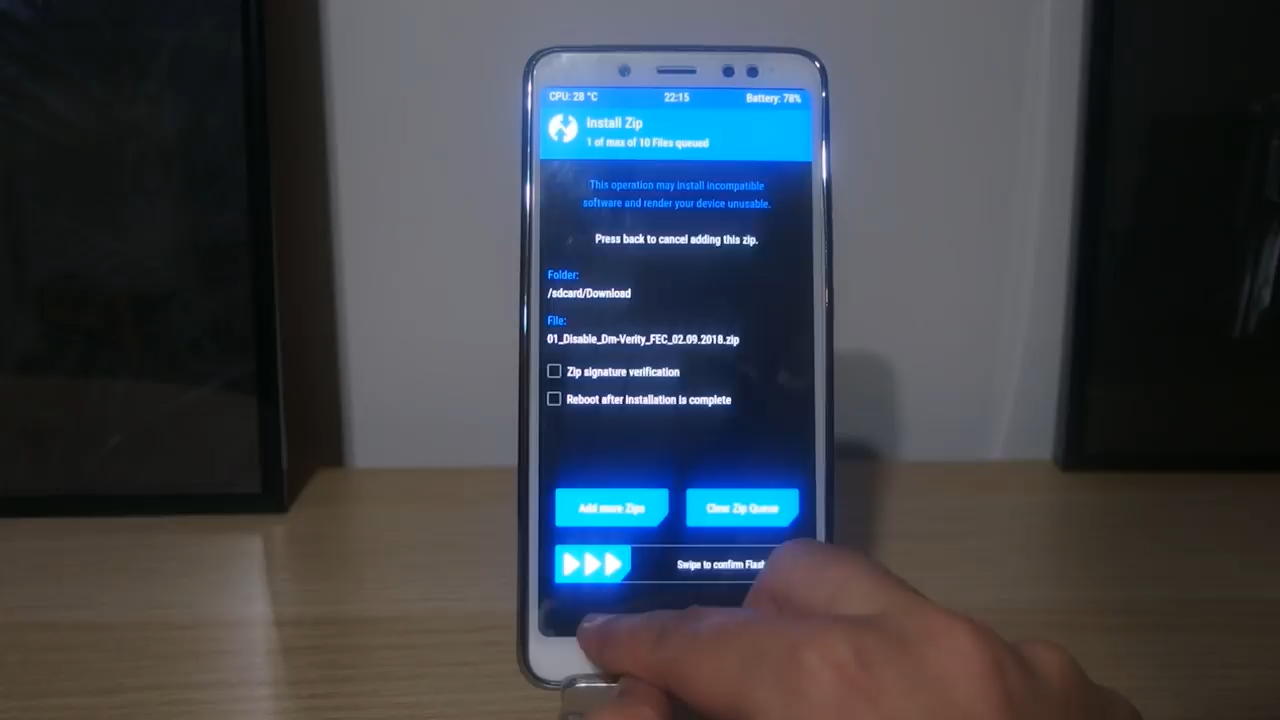 CPU: 28 °C 22:15 Battery: 78%
Install Zip
1 of max of 10 Files queued
This operation may install incompatible
software and render your device unusable.
Press back to cancel adding this zip.
Folder:
/sdcard/Download
File:
01_Disable_Dm-Verity_FEC_02.09.2018.zip
Zip signature verification
Reboot after installation is complete
Add more Zips Clear Zip Queue
Swipe to confirm Flash